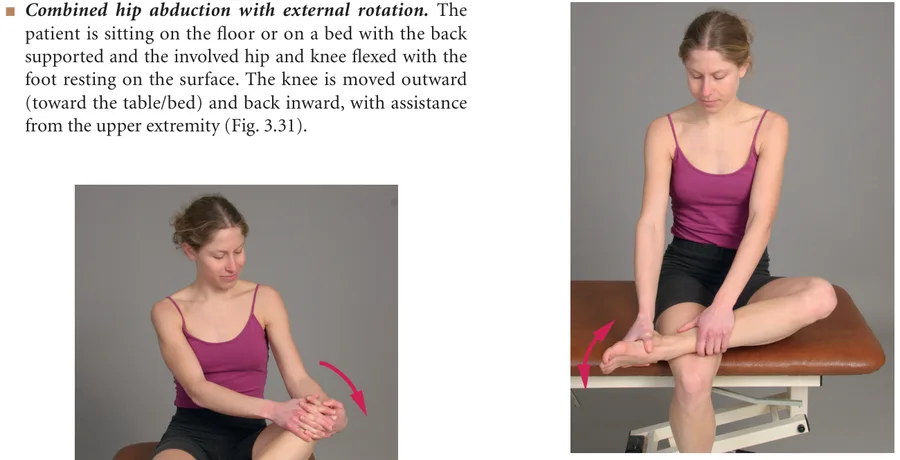 ■ Combined hip abduction with external rotation. The
patient is sitting on the floor or on a bed with the back
supported and the involved hip and knee flexed with the
foot resting on the surface. The knee is moved outward
(toward the table/bed) and back inward, with assistance
from the upper extremity (Fig. 3.31).